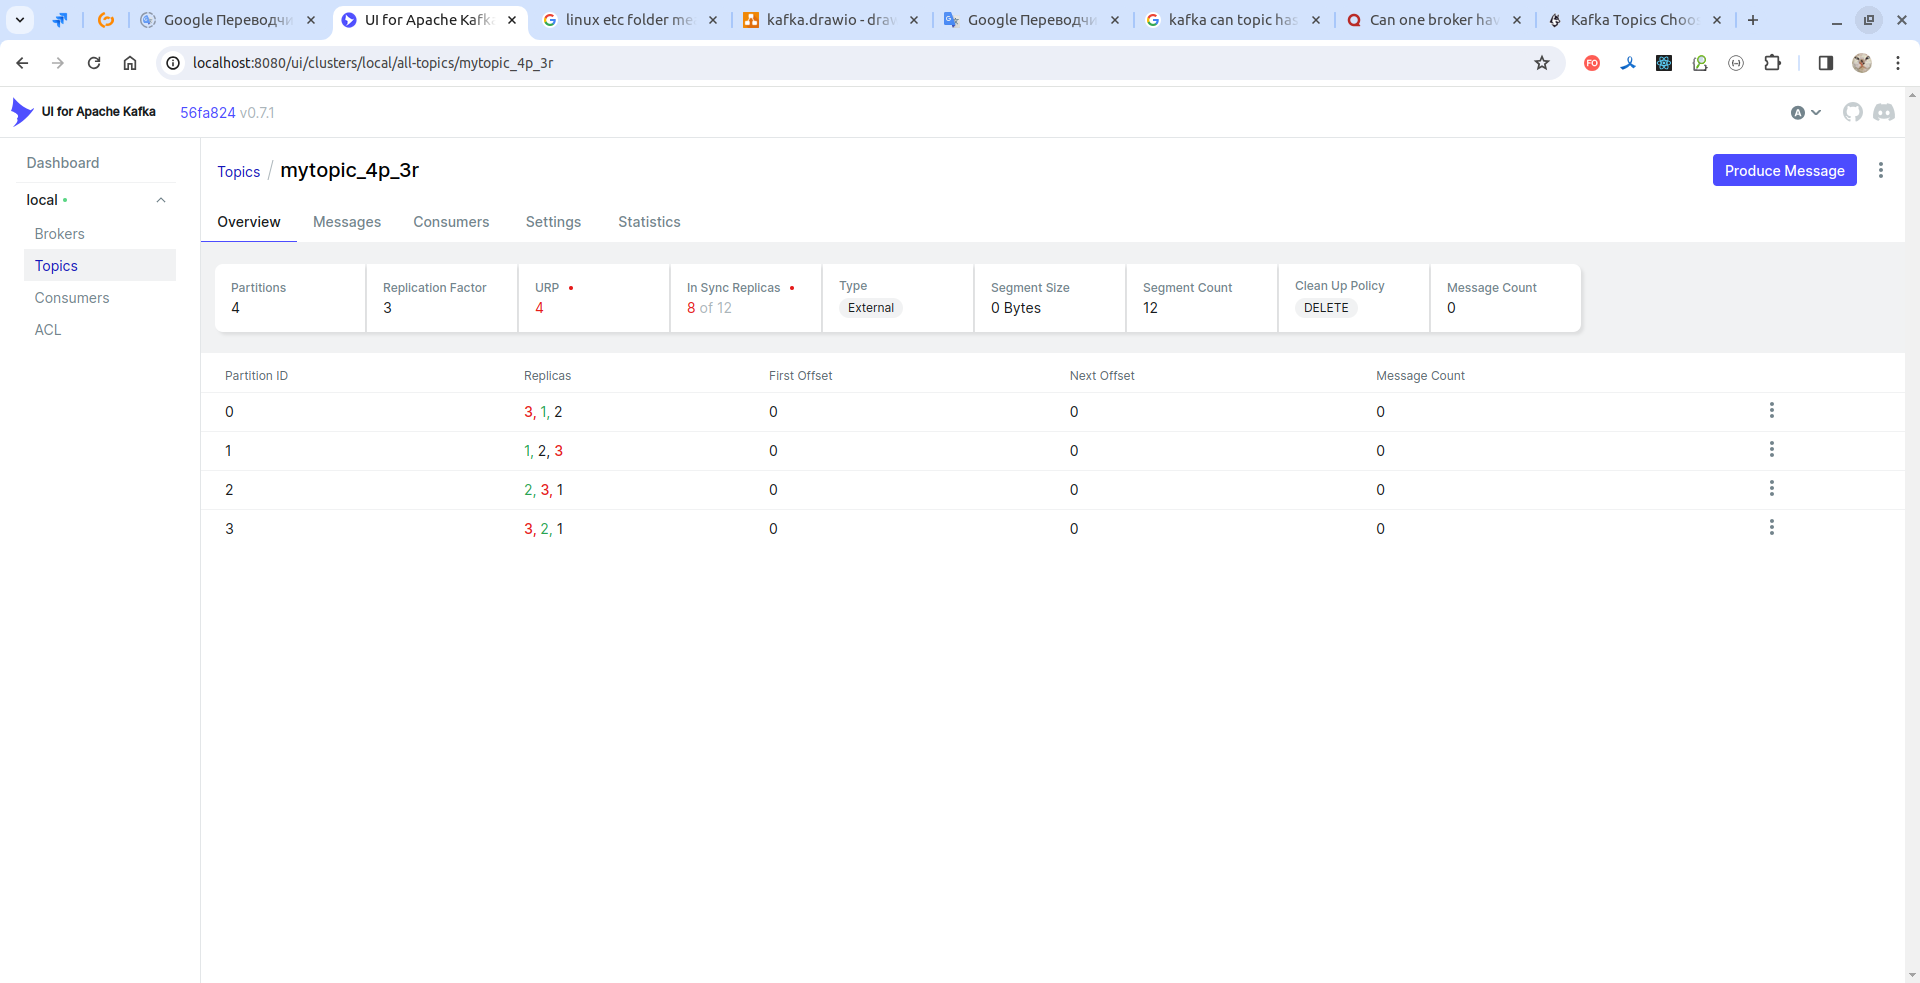 Google Переводчи
UI for Apache Kafka
linux etc folder me
kafka.drawio - draw
Google Переводчи
kafka can topic has
Can one broker hav
Kafka Topics Choos
localhost:8080/ui/clusters/local/all-topics/mytopic_4p_3r
FO
UI for Apache Kafka 56fa824 v0.7.1
A
Dashboard
local
Brokers
Topics
Consumers
ACL
Topics / mytopic_4p_3r
Produce Message
Overview Messages Consumers Settings Statistics
Partitions Replication Factor URP In Sync Replicas Type Segment Size Segment Count Clean Up Policy Message Count
4 3 4 8 of 12 External 0 Bytes 12 DELETE 0
Partition ID Replicas First Offset Next Offset Message Count
0 3, 1, 2 0 0 0
1 1, 2, 3 0 0 0
2 2, 3, 1 0 0 0
3 3, 2, 1 0 0 0